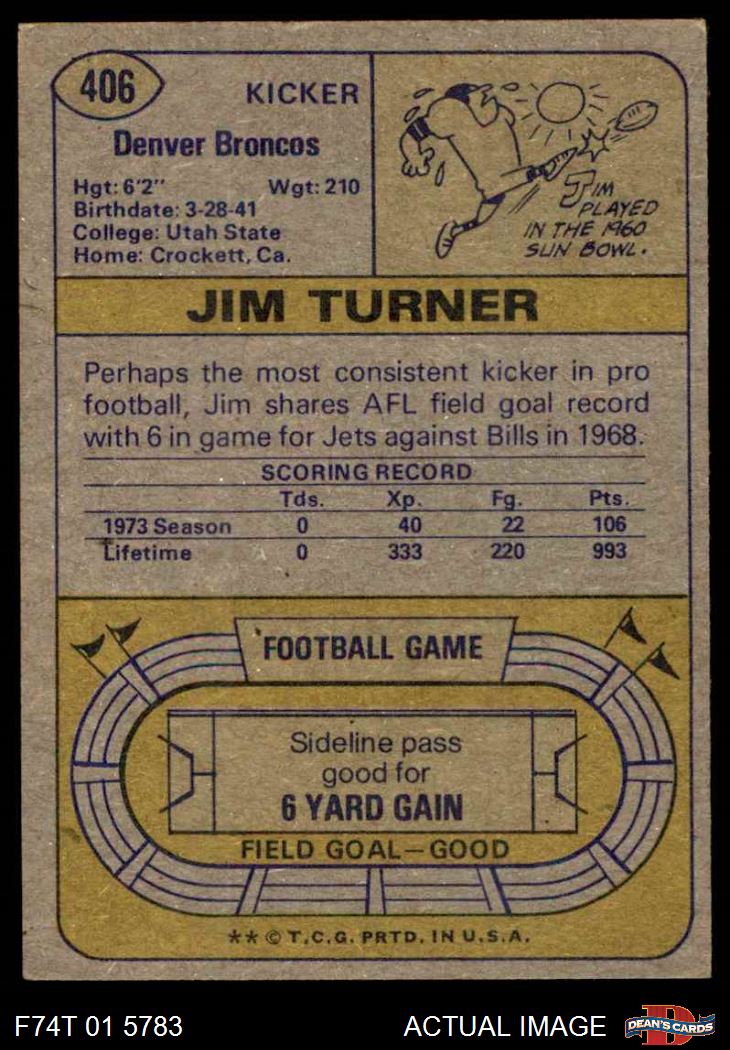 406
KICKER
Denver Broncos
Hgt: 6'2" Wgt: 210
Birthdate: 3-28-41
College: Utah State
Home: Crockett, Ca.
JIM
PLAYED
IN THE 1960
SUN BOWL.
JIM TURNER
Perhaps the most consistent kicker in pro
football, Jim shares AFL field goal record
with 6 in game for Jets against Bills in 1968.
SCORING RECORD
Tds. Xp. Fg. Pts.
1973 Season 0 40 22 106
Lifetime 0 333 220 993
FOOTBALL GAME
Sideline pass
good for
6 YARD GAIN
FIELD GOAL—GOOD
** © T.C.G. PRTD. IN U.S.A.
F74T 01 5783 ACTUAL IMAGE
D
DEAN'S CARDS